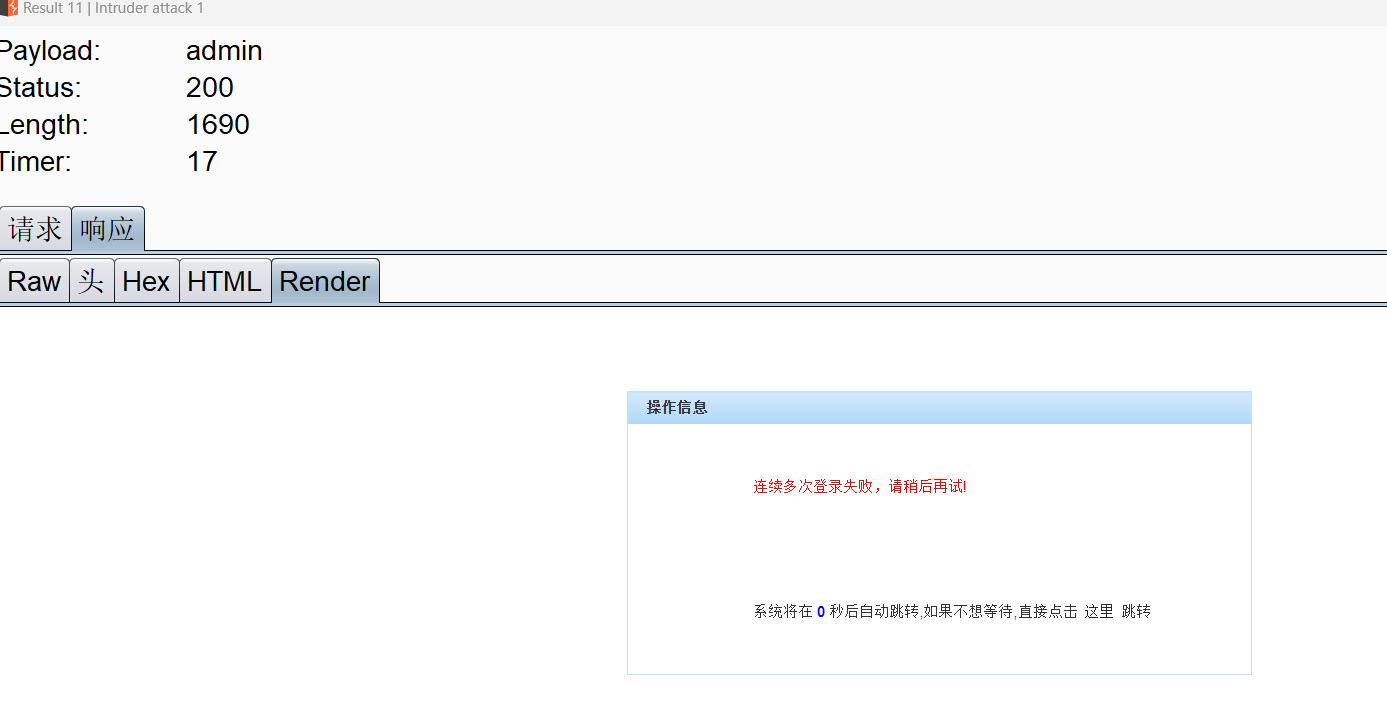 Result 11 | Intruder attack 1
Payload: admin
Status: 200
Length: 1690
Timer: 17
请求 响应
Raw 头 Hex HTML Render
操作信息
连续多次登录失败，请稍后再试!
系统将在 0 秒后自动跳转,如果不想等待,直接点击 这里 跳转